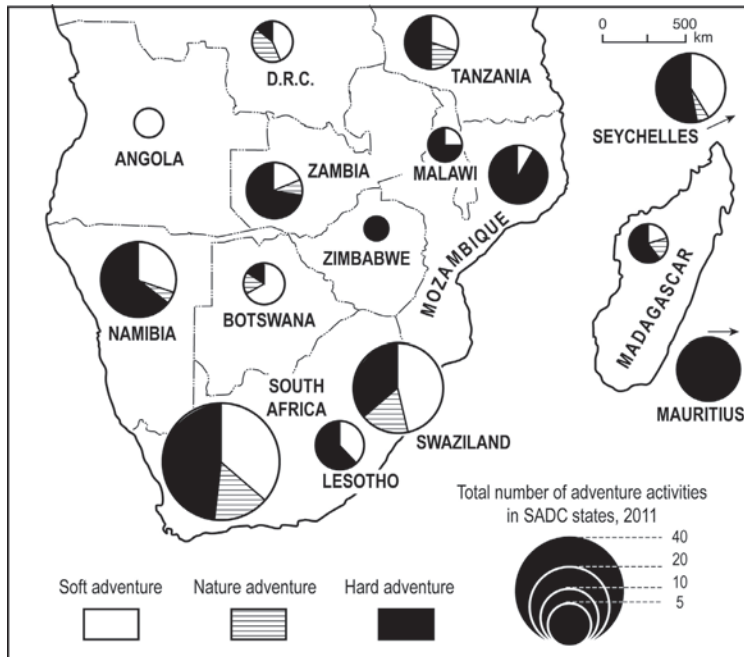 0 500
km
D.R.C.
TANZANIA
SEYCHELLES
ANGOLA
ZAMBIA
MALAWI
ZIMBABWE
MOZAMBIQUE
NAMIBIA
BOTSWANA
MADAGASCAR
MAURITIUS
SOUTH
AFRICA
SWAZILAND
LESOTHO
Total number of adventure activities
in SADC states, 2011
40
20
10
5
Soft adventure Nature adventure Hard adventure